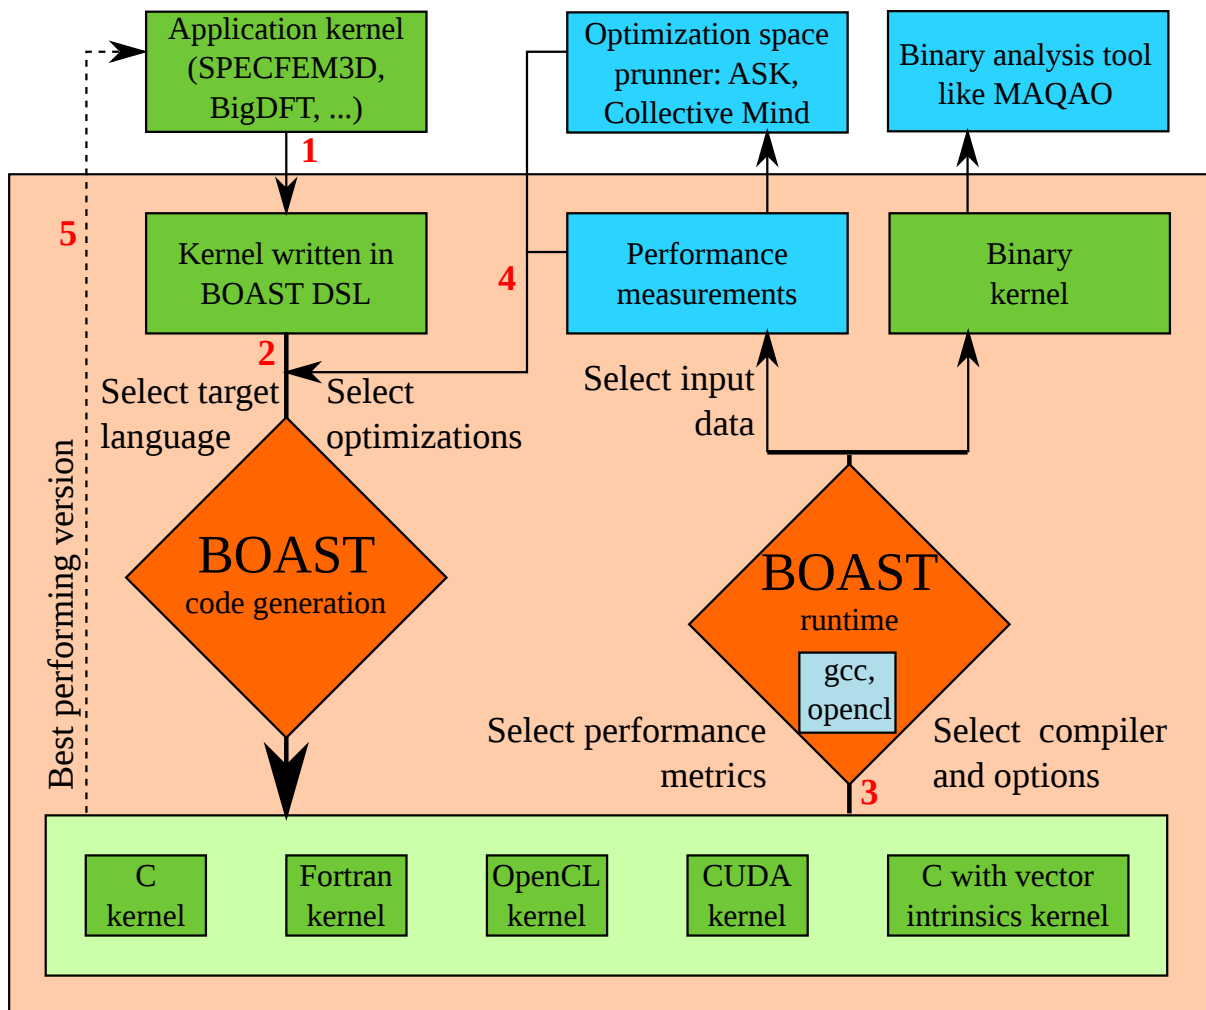 Application kernel
(SPECFEM3D,
BigDFT, ...)
Optimization space
prunner: ASK,
Collective Mind
Binary analysis tool
like MAQAO
1
5
Kernel written in
BOAST DSL
4
Performance
measurements
Binary
kernel
2
Select target
language
Select
optimizations
Select input
data
Best performing version
BOAST
code generation
BOAST
runtime
gcc,
opencl
Select performance
metrics
Select compiler
and options
3
C
kernel
Fortran
kernel
OpenCL
kernel
CUDA
kernel
C with vector
intrinsics kernel